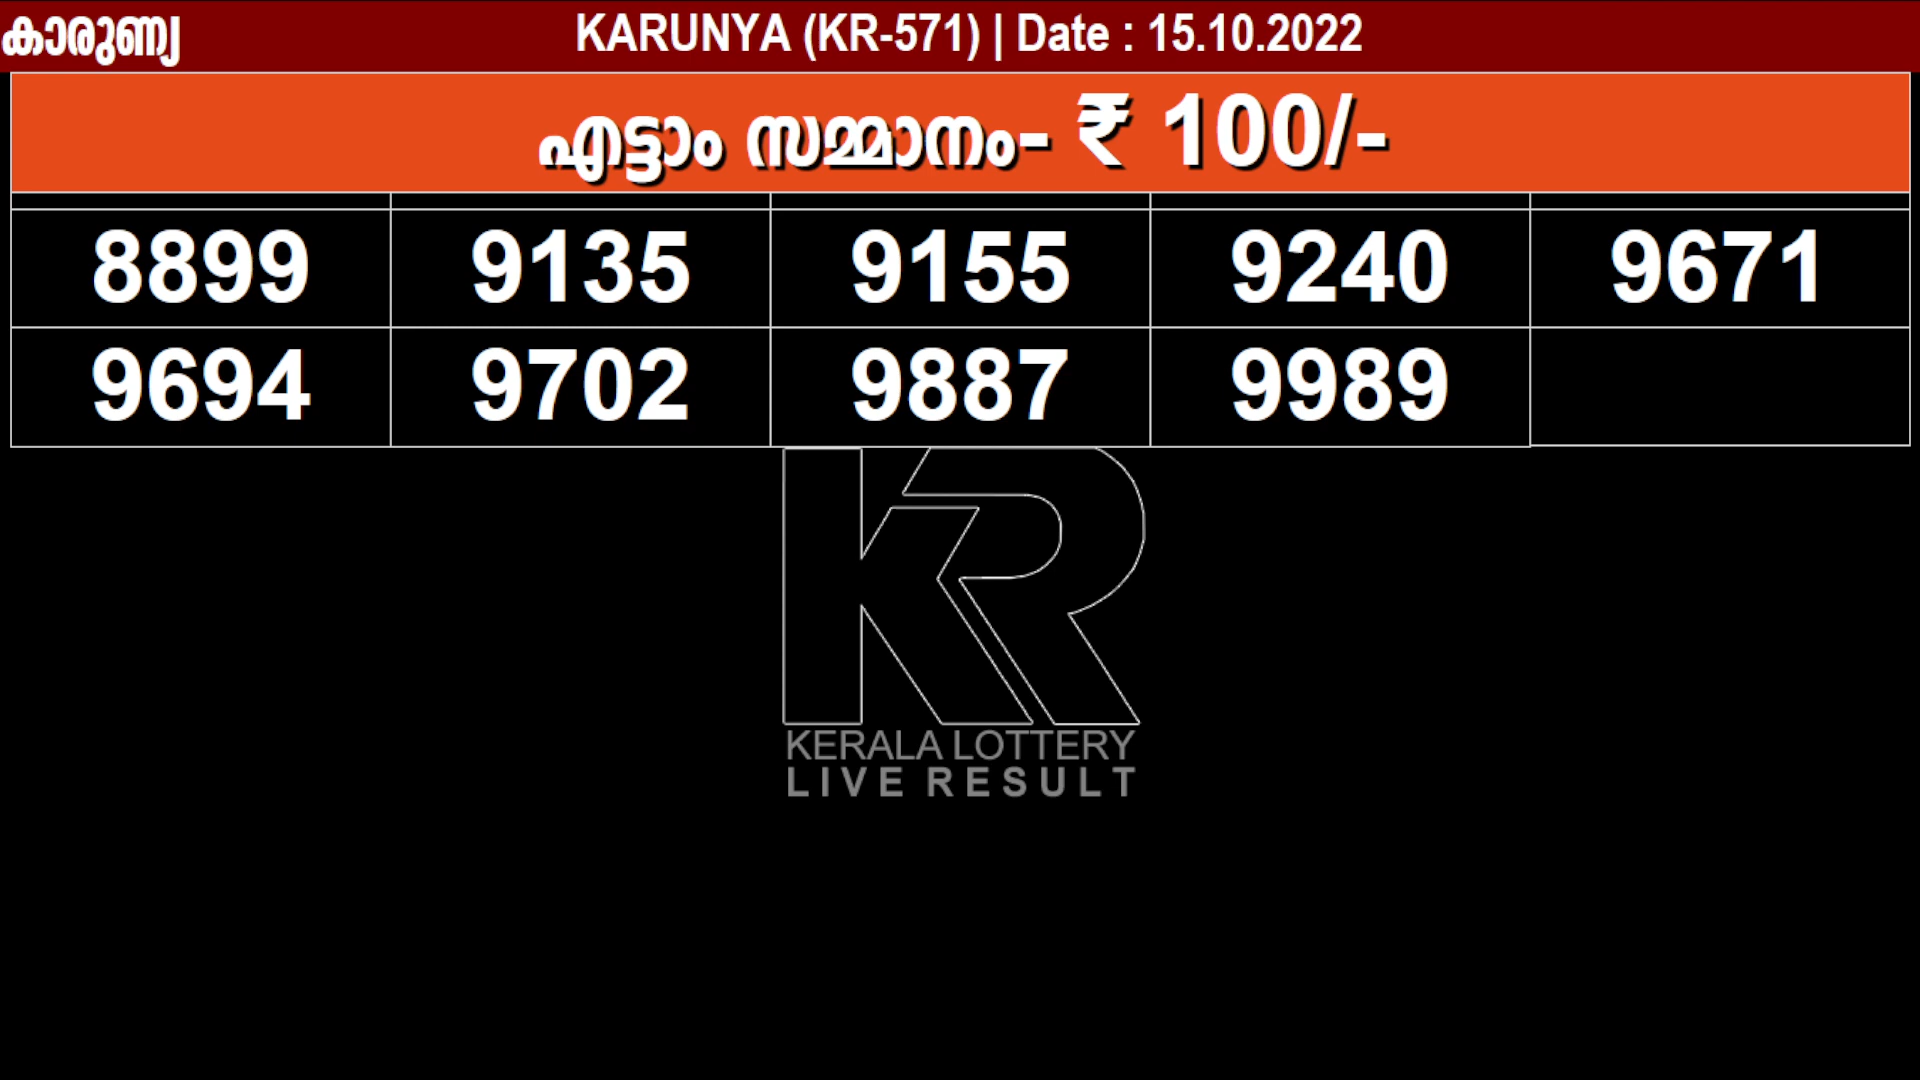 കാരുണ്യ KARUNYA (KR-571) | Date : 15.10.2022
എട്ടാം സമ്മാനം- ₹ 100/-
8899 9135 9155 9240 9671
9694 9702 9887 9989
KR
KERALA LOTTERY
LIVE RESULT